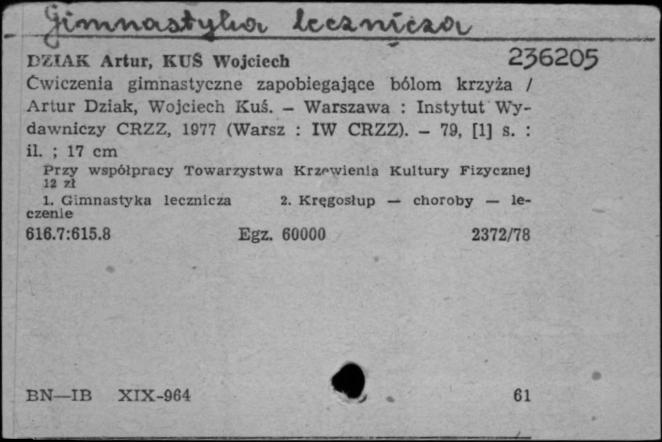 Gimnastyka lecznicza
DZIAK Artur, KUŚ Wojciech 236205
Ćwiczenia gimnastyczne zapobiegające bólom krzyża /
Artur Dziak, Wojciech Kuś. — Warszawa : Instytut Wy-
dawniczy CRZZ, 1977 (Warsz : IW CRZZ). — 79, [1] s. :
il. ; 17 cm
Przy współpracy Towarzystwa Krzewienia Kultury Fizycznej
12 zł
1. Gimnastyka lecznicza 2. Kręgosłup — choroby — le-
czenie
616.7:615.8 Egz. 60000 2372/78
BN—IB XIX-964 61